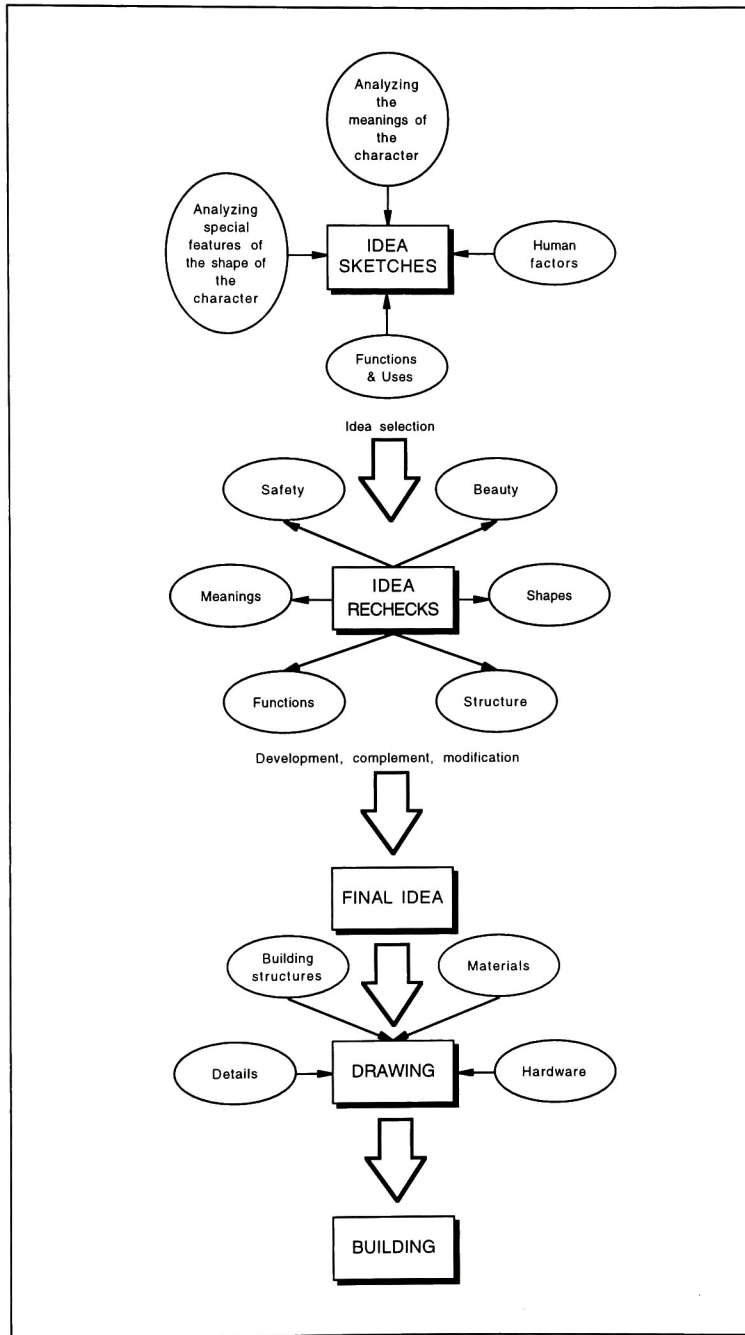 Analyzing
the
meanings of
the
character
Analyzing
special
features of
the shape of
the
character
IDEA
SKETCHES
Human
factors
Functions
& Uses
Idea selection
Safety
Beauty
Meanings
IDEA
RECHECKS
Shapes
Functions
Structure
Development, complement, modification
FINAL IDEA
Building
structures
Materials
Details
DRAWING
Hardware
BUILDING